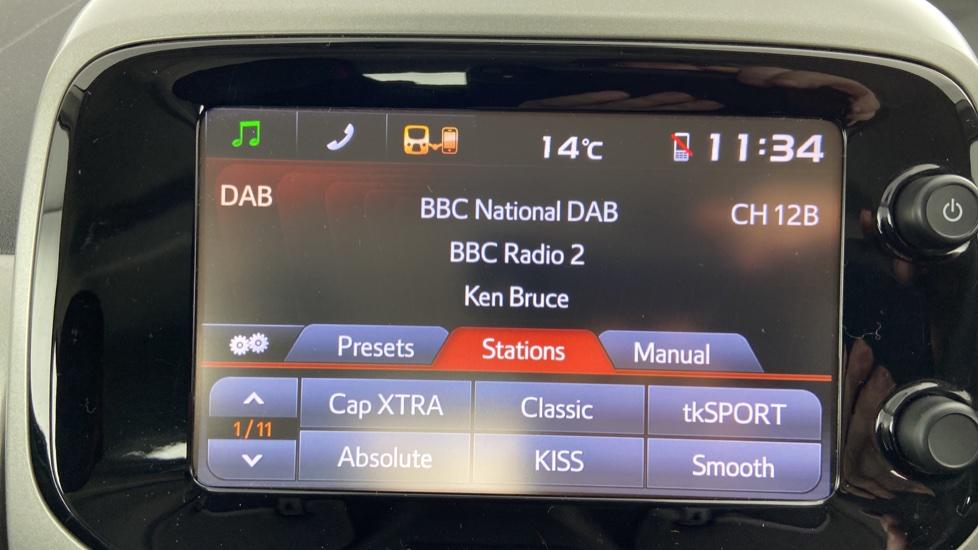 14°C
11:34
DAB
BBC National DAB
CH 12B
BBC Radio 2
Ken Bruce
Presets
Stations
Manual
Cap XTRA
Classic
tkSPORT
1/11
Absolute
KISS
Smooth